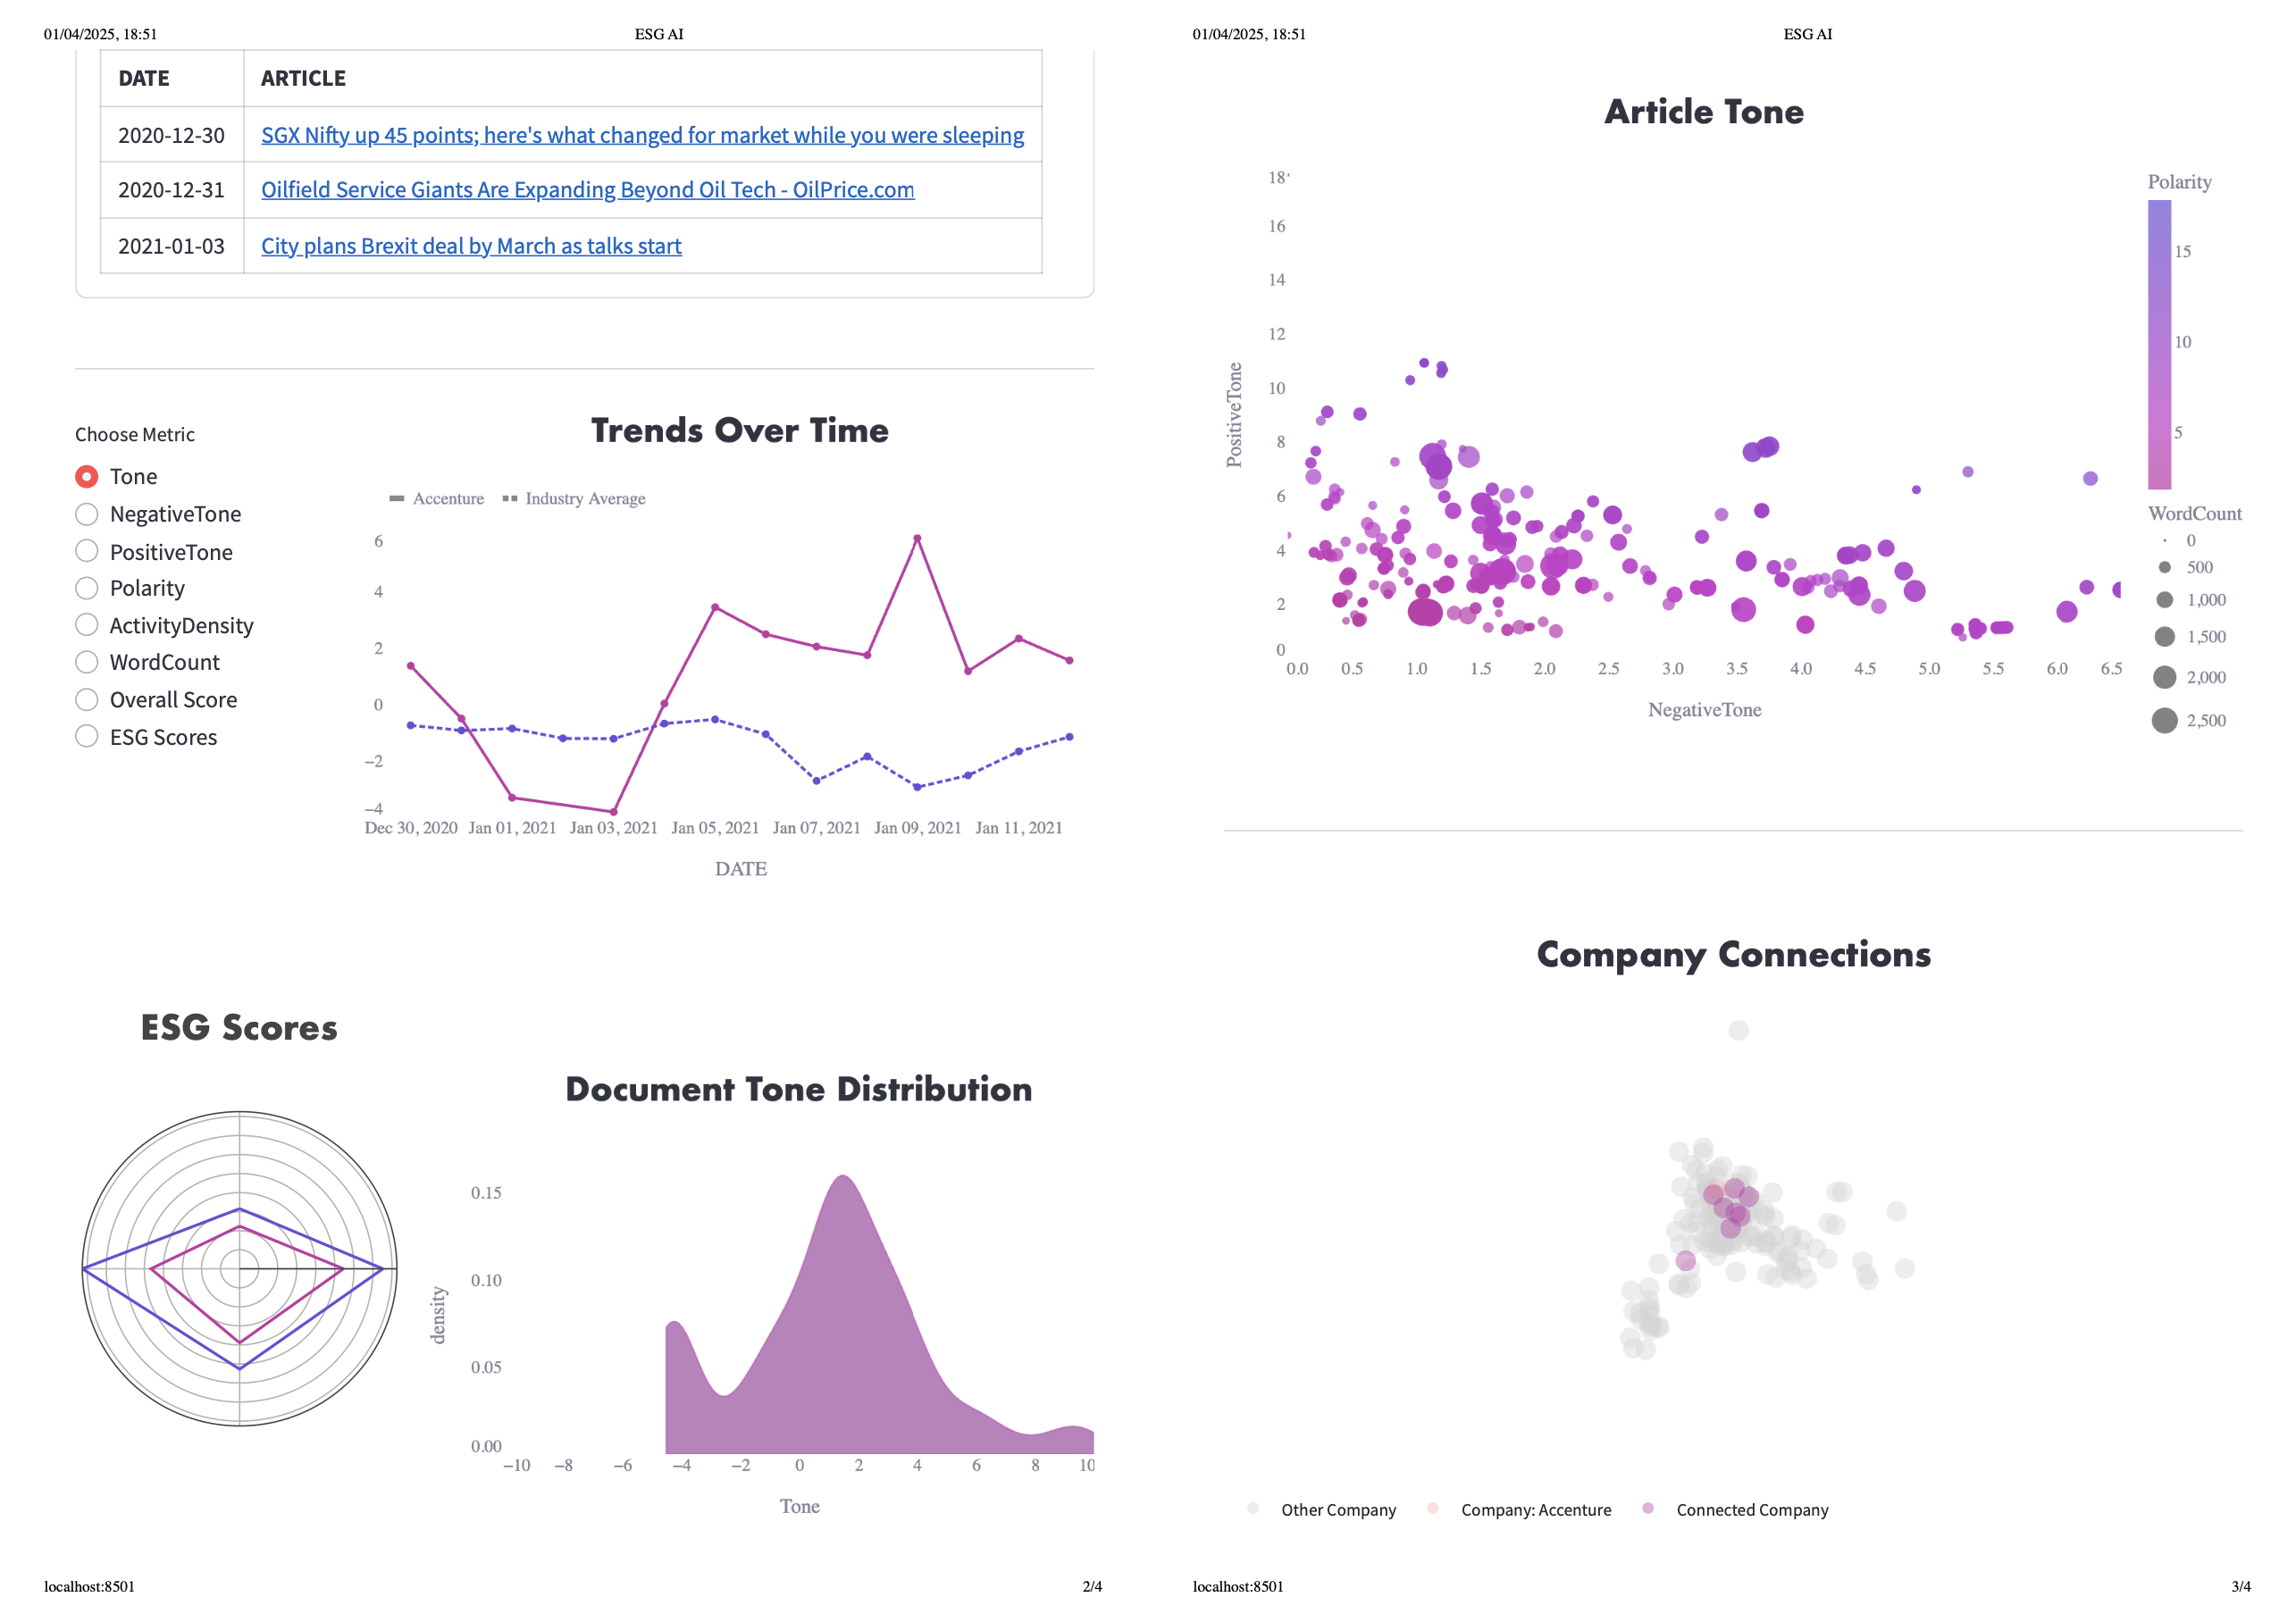 01/04/2025, 18:51
ESG AI
DATE
ARTICLE
2020-12-30
SGX Nifty up 45 points; here's what changed for market while you were sleeping
2020-12-31
Oilfield Service Giants Are Expanding Beyond Oil Tech - OilPrice.com
2021-01-03
City plans Brexit deal by March as talks start
Choose Metric
Tone
NegativeTone
PositiveTone
Polarity
ActivityDensity
WordCount
Overall Score
ESG Scores
Trends Over Time
Accenture
Industry Average
6
4
2
0
−2
−4
Dec 30, 2020
Jan 01, 2021
Jan 03, 2021
Jan 05, 2021
Jan 07, 2021
Jan 09, 2021
Jan 11, 2021
DATE
ESG Scores
Document Tone Distribution
density
0.15
0.10
0.05
0.00
−10
−8
−6
−4
−2
0
2
4
6
8
10
Tone
localhost:8501
2/4
01/04/2025, 18:51
ESG AI
Article Tone
PositiveTone
18
16
14
12
10
8
6
4
2
0
0.0
0.5
1.0
1.5
2.0
2.5
3.0
3.5
4.0
4.5
5.0
5.5
6.0
6.5
NegativeTone
Polarity
15
10
5
WordCount
0
500
1,000
1,500
2,000
2,500
Company Connections
Other Company
Company: Accenture
Connected Company
localhost:8501
3/4